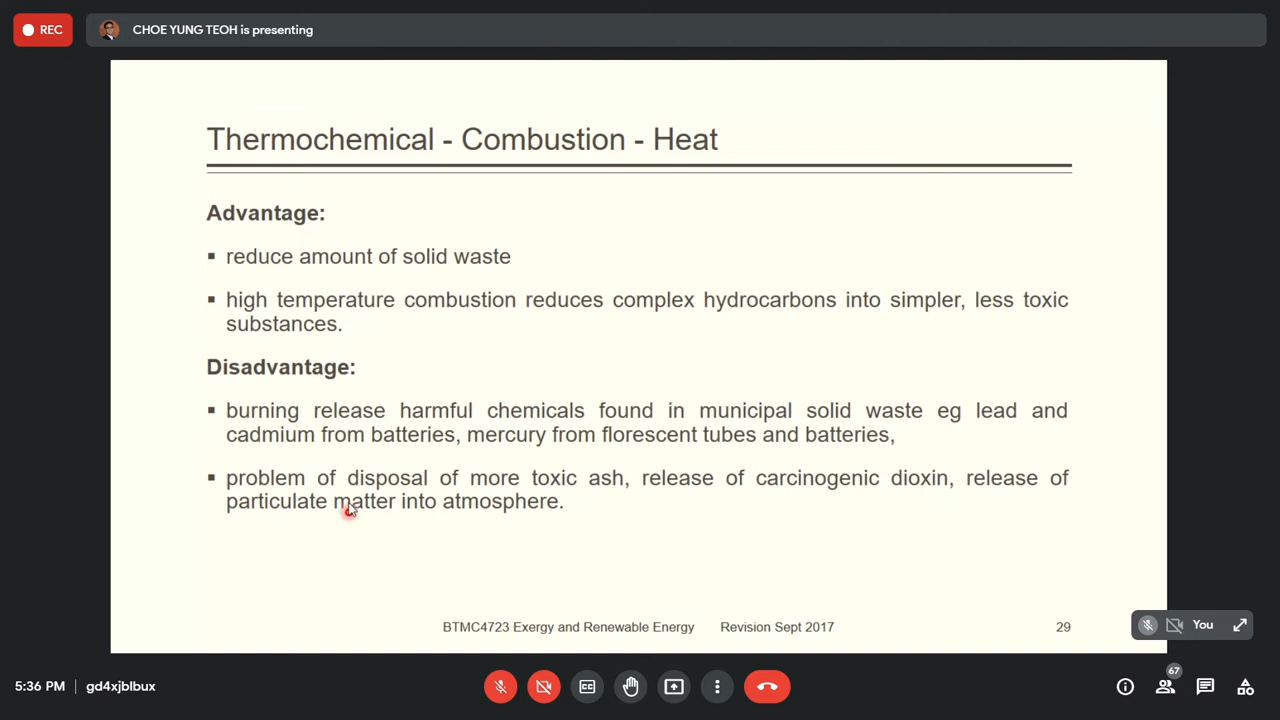 REC
CHOE YUNG TEOH is presenting
Thermochemical - Combustion - Heat
Advantage:
▪ reduce amount of solid waste
▪ high temperature combustion reduces complex hydrocarbons into simpler, less toxic
substances.
Disadvantage:
▪ burning release harmful chemicals found in municipal solid waste eg lead and
cadmium from batteries, mercury from florescent tubes and batteries,
▪ problem of disposal of more toxic ash, release of carcinogenic dioxin, release of
particulate matter into atmosphere.
BTMC4723 Exergy and Renewable Energy Revision Sept 2017 29
You
5:36 PM | gd4xjblbux
CC
67